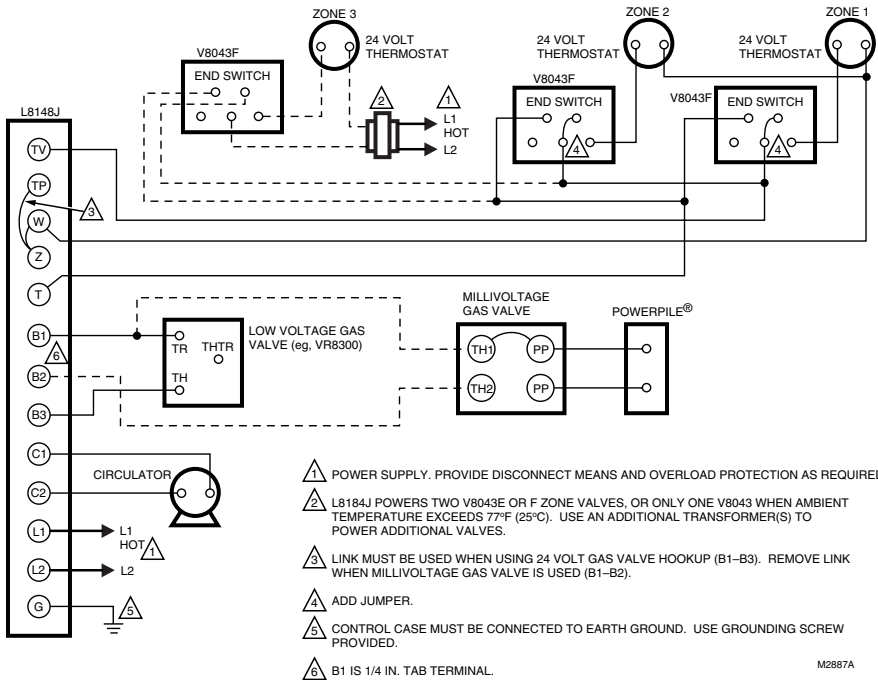 ZONE 3
24 VOLT
THERMOSTAT
ZONE 2
24 VOLT
THERMOSTAT
ZONE 1
24 VOLT
THERMOSTAT
V8043F
END SWITCH
V8043F
END SWITCH
4
V8043F
END SWITCH
4
2
1
L1
HOT
L2
L8148J
TV
TP
3
W
Z
T
B1
6
B2
B3
C1
C2
L1
L2
G
TR
THTR
TH
LOW VOLTAGE GAS
VALVE (eg, VR8300)
MILLIVOLTAGE
GAS VALVE
TH1
PP
TH2
PP
POWERPILE®
CIRCULATOR
L1
HOT
1
L2
5
1 POWER SUPPLY. PROVIDE DISCONNECT MEANS AND OVERLOAD PROTECTION AS REQUIRED
2 L8184J POWERS TWO V8043E OR F ZONE VALVES, OR ONLY ONE V8043 WHEN AMBIENT
TEMPERATURE EXCEEDS 77°F (25°C). USE AN ADDITIONAL TRANSFORMER(S) TO
POWER ADDITIONAL VALVES.
3 LINK MUST BE USED WHEN USING 24 VOLT GAS VALVE HOOKUP (B1–B3). REMOVE LINK
WHEN MILLIVOLTAGE GAS VALVE IS USED (B1–B2).
4 ADD JUMPER.
5 CONTROL CASE MUST BE CONNECTED TO EARTH GROUND. USE GROUNDING SCREW
PROVIDED.
6 B1 IS 1/4 IN. TAB TERMINAL.
M2887A